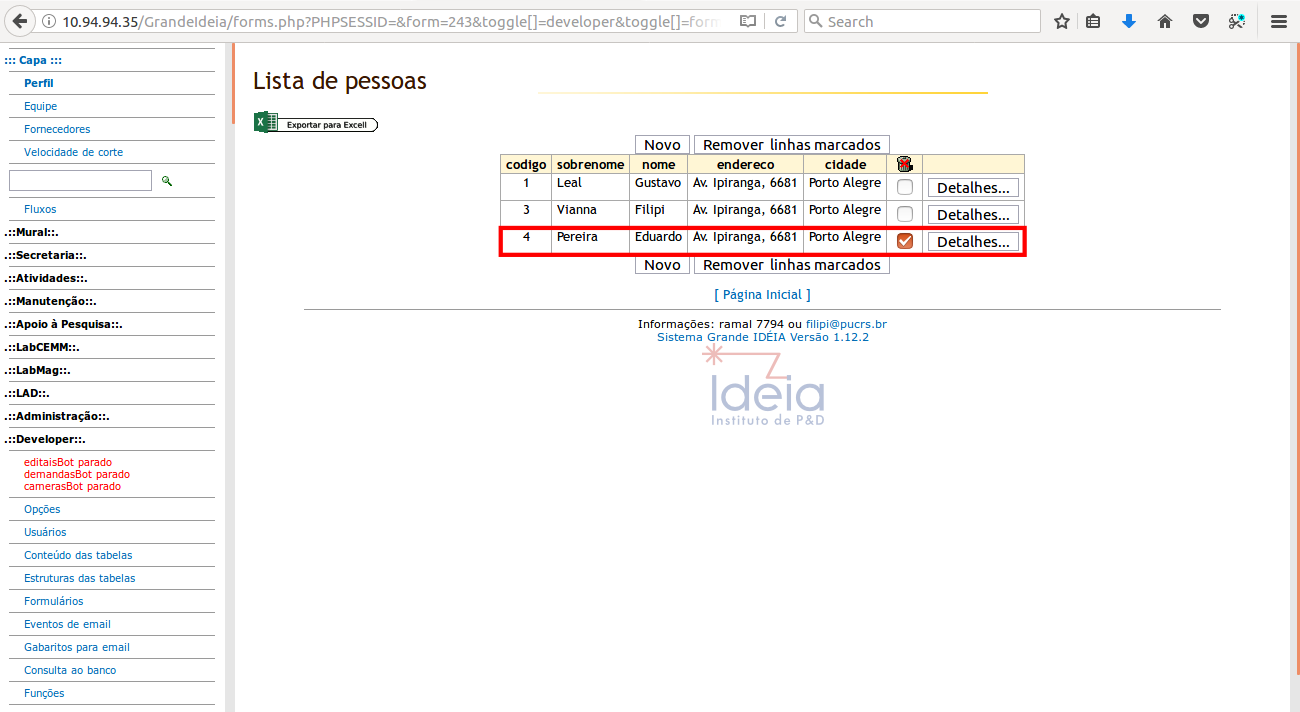 10.94.94.35/GrandeIdeia/forms.php?PHPSESSID=&form=243&toggle[]=developer&toggle[]=forn
Search
::: Capa :::
Perfil
Equipe
Fornecedores
Velocidade de corte
Fluxos
.::Mural::.
.::Secretaria::.
.::Atividades::.
.::Manutenção::.
.::Apoio à Pesquisa::.
.::LabCEMM::.
.::LabMag::.
.::LAD::.
.::Administração::.
.::Developer::.
editaisBot parado
demandasBot parado
camerasBot parado
Opções
Usuários
Conteúdo das tabelas
Estruturas das tabelas
Formulários
Eventos de email
Gabaritos para email
Consulta ao banco
Funções
Lista de pessoas
X Exportar para Excell
Novo Remover linhas marcados
codigo sobrenome nome endereco cidade
1 Leal Gustavo Av. Ipiranga, 6681 Porto Alegre Detalhes...
3 Vianna Filipi Av. Ipiranga, 6681 Porto Alegre Detalhes...
4 Pereira Eduardo Av. Ipiranga, 6681 Porto Alegre Detalhes...
Novo Remover linhas marcados
[ Página Inicial ]
Informações: ramal 7794 ou filipi@pucrs.br
Sistema Grande IDÉIA Versão 1.12.2
Ideia
Instituto de P&D